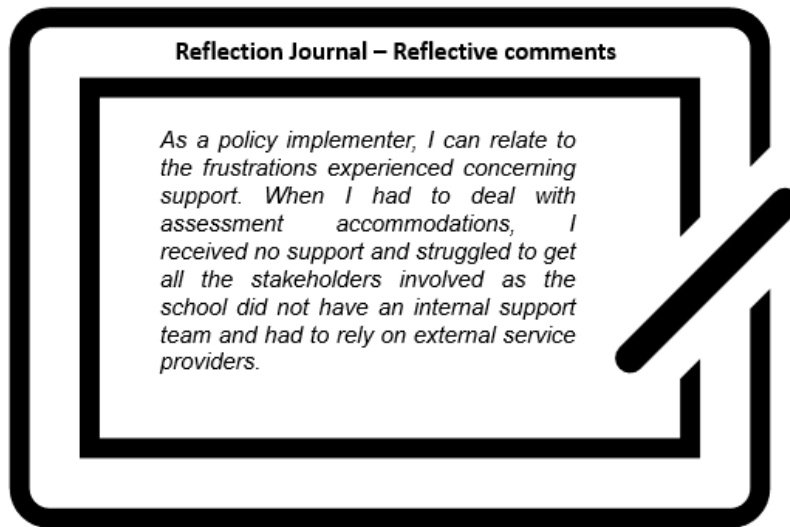 Reflection Journal – Reflective comments
As a policy implementer, I can relate to
the frustrations experienced concerning
support. When I had to deal with
assessment accommodations, I
received no support and struggled to get
all the stakeholders involved as the
school did not have an internal support
team and had to rely on external service
providers.